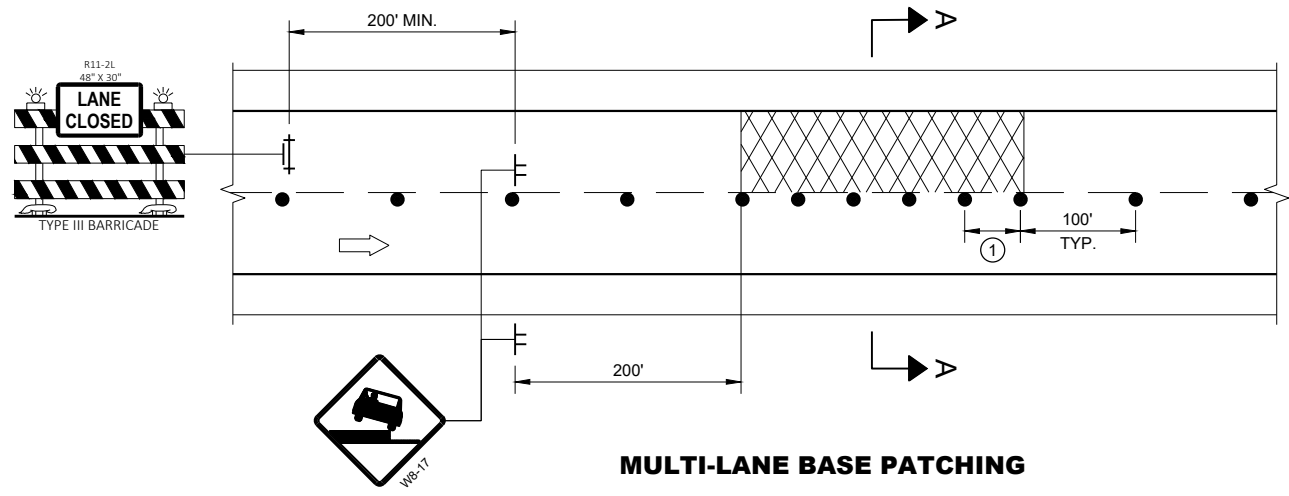 200' MIN.
A
R11-2L
48" X 30"
LANE
CLOSED
TYPE III BARRICADE
1
100'
TYP.
200'
A
W8-17
MULTI-LANE BASE PATCHING